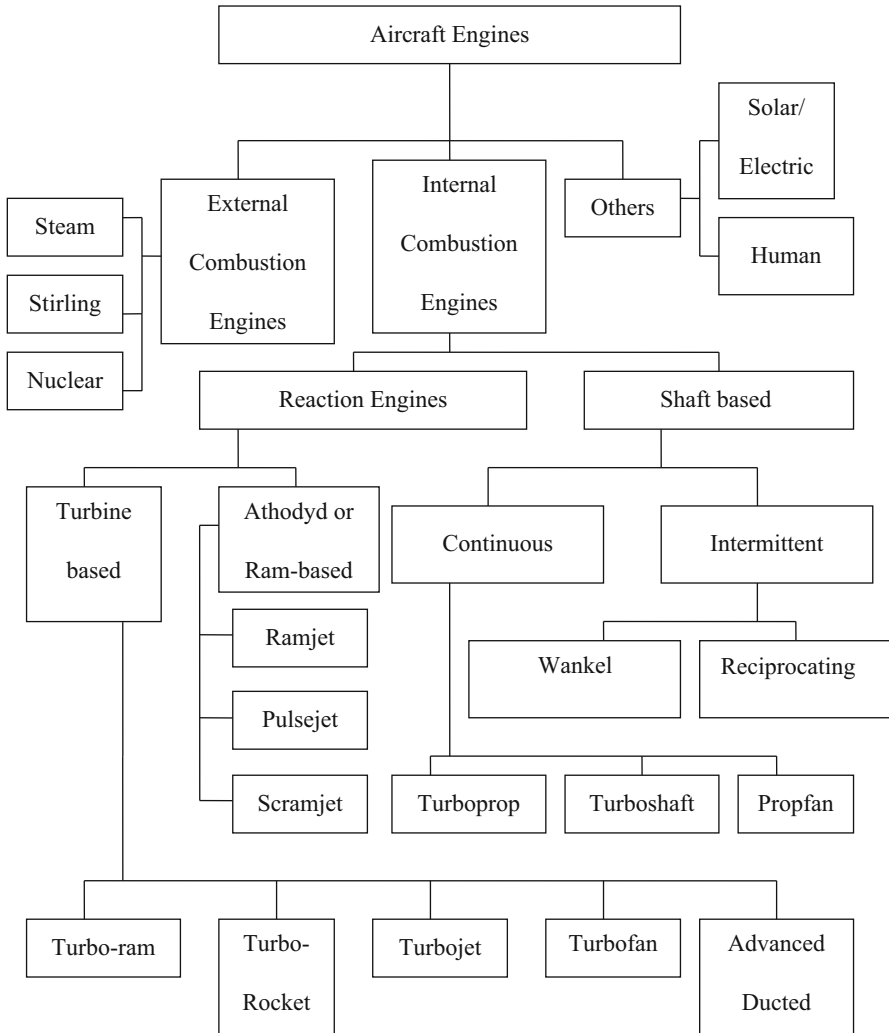 Aircraft Engines
Solar/
Electric
Internal
Combustion
Engines
External
Combustion
Engines
Others
Steam
Human
Stirling
Nuclear
Reaction Engines
Shaft based
Turbine
based
Athodyd or
Ram-based
Continuous
Intermittent
Ramjet
Wankel
Reciprocating
Pulsejet
Scramjet
Turboprop
Turboshaft
Propfan
Turbo-ram
Turbo-
Rocket
Turbojet
Turbofan
Advanced
Ducted